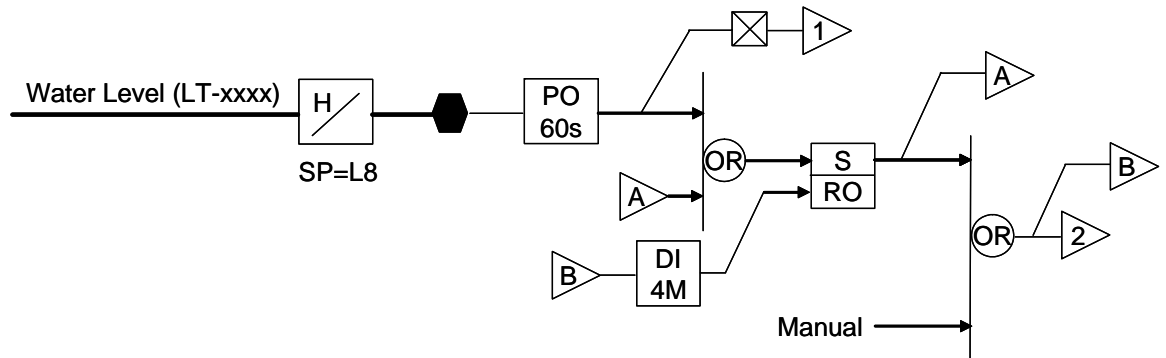 1
Water Level (LT-xxxx)
H
PO
60s
A
SP=L8
OR
S
RO
B
A
OR
2
B
DI
4M
Manual